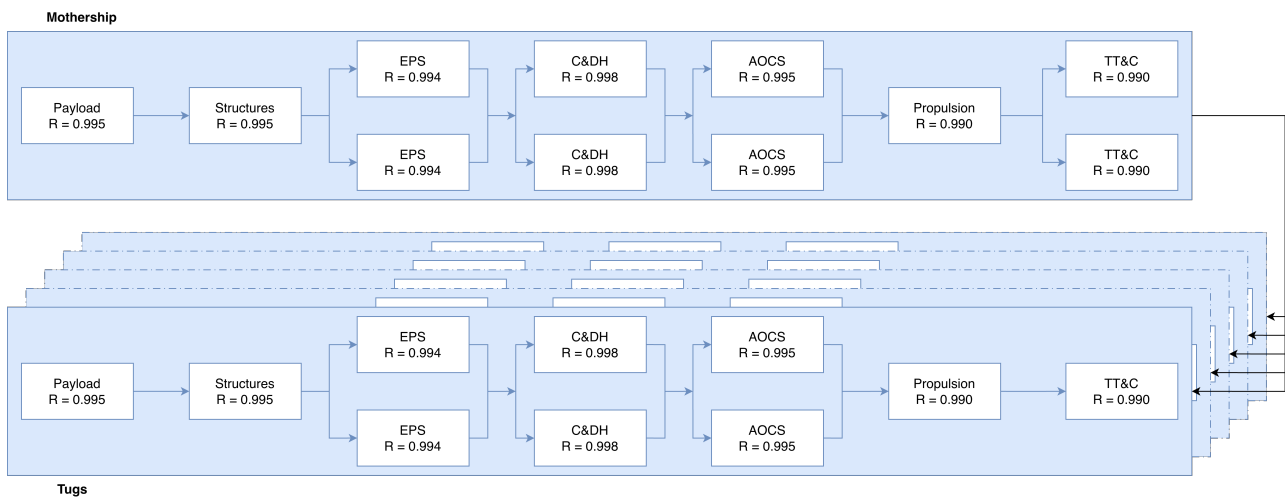 Mothership
EPS
R = 0.994
C&DH
R = 0.998
AOCS
R = 0.995
TT&C
R = 0.990
Payload
R = 0.995
Structures
R = 0.995
Propulsion
R = 0.990
EPS
R = 0.994
C&DH
R = 0.998
AOCS
R = 0.995
TT&C
R = 0.990
EPS
R = 0.994
C&DH
R = 0.998
AOCS
R = 0.995
Payload
R = 0.995
Structures
R = 0.995
Propulsion
R = 0.990
TT&C
R = 0.990
EPS
R = 0.994
C&DH
R = 0.998
AOCS
R = 0.995
Tugs